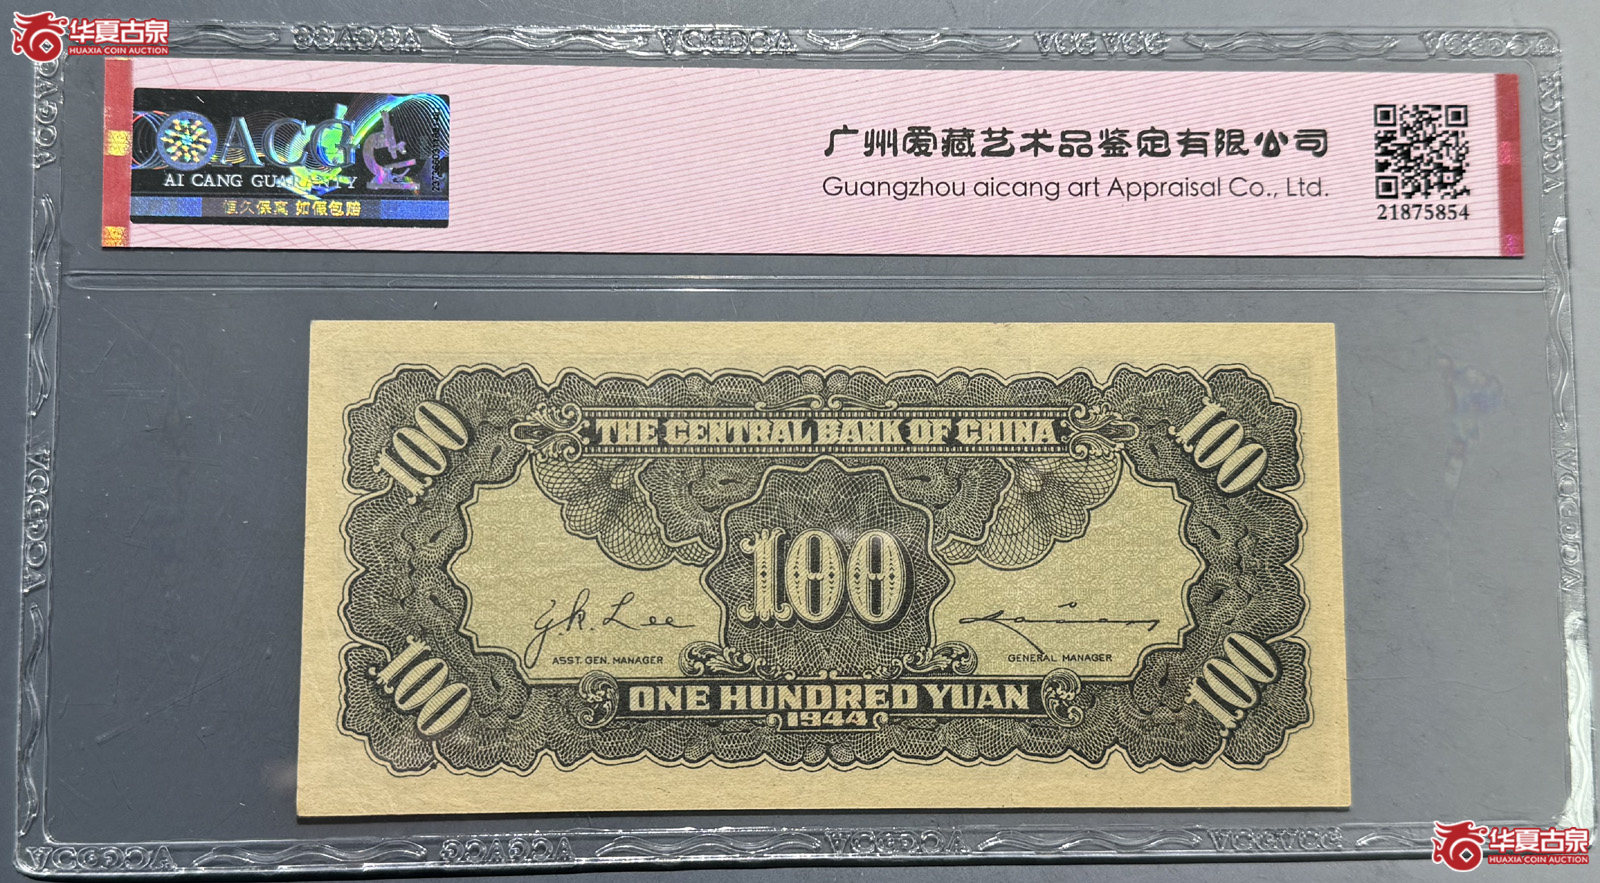 华夏古泉
HUAXIA COIN AUCTION
ACG
AI CANG GUARANTY
恒久保真 如假包赔
广州爱藏艺术品鉴定有限公司
Guangzhou aicang art Appraisal Co., Ltd.
21875854
100
100
THE CENTRAL BANK OF CHINA
100
Y.K. Lee
ASST. GEN. MANAGER
GENERAL MANAGER
100
100
ONE HUNDRED YUAN
1944
华夏古泉
HUAXIA COIN AUCTION